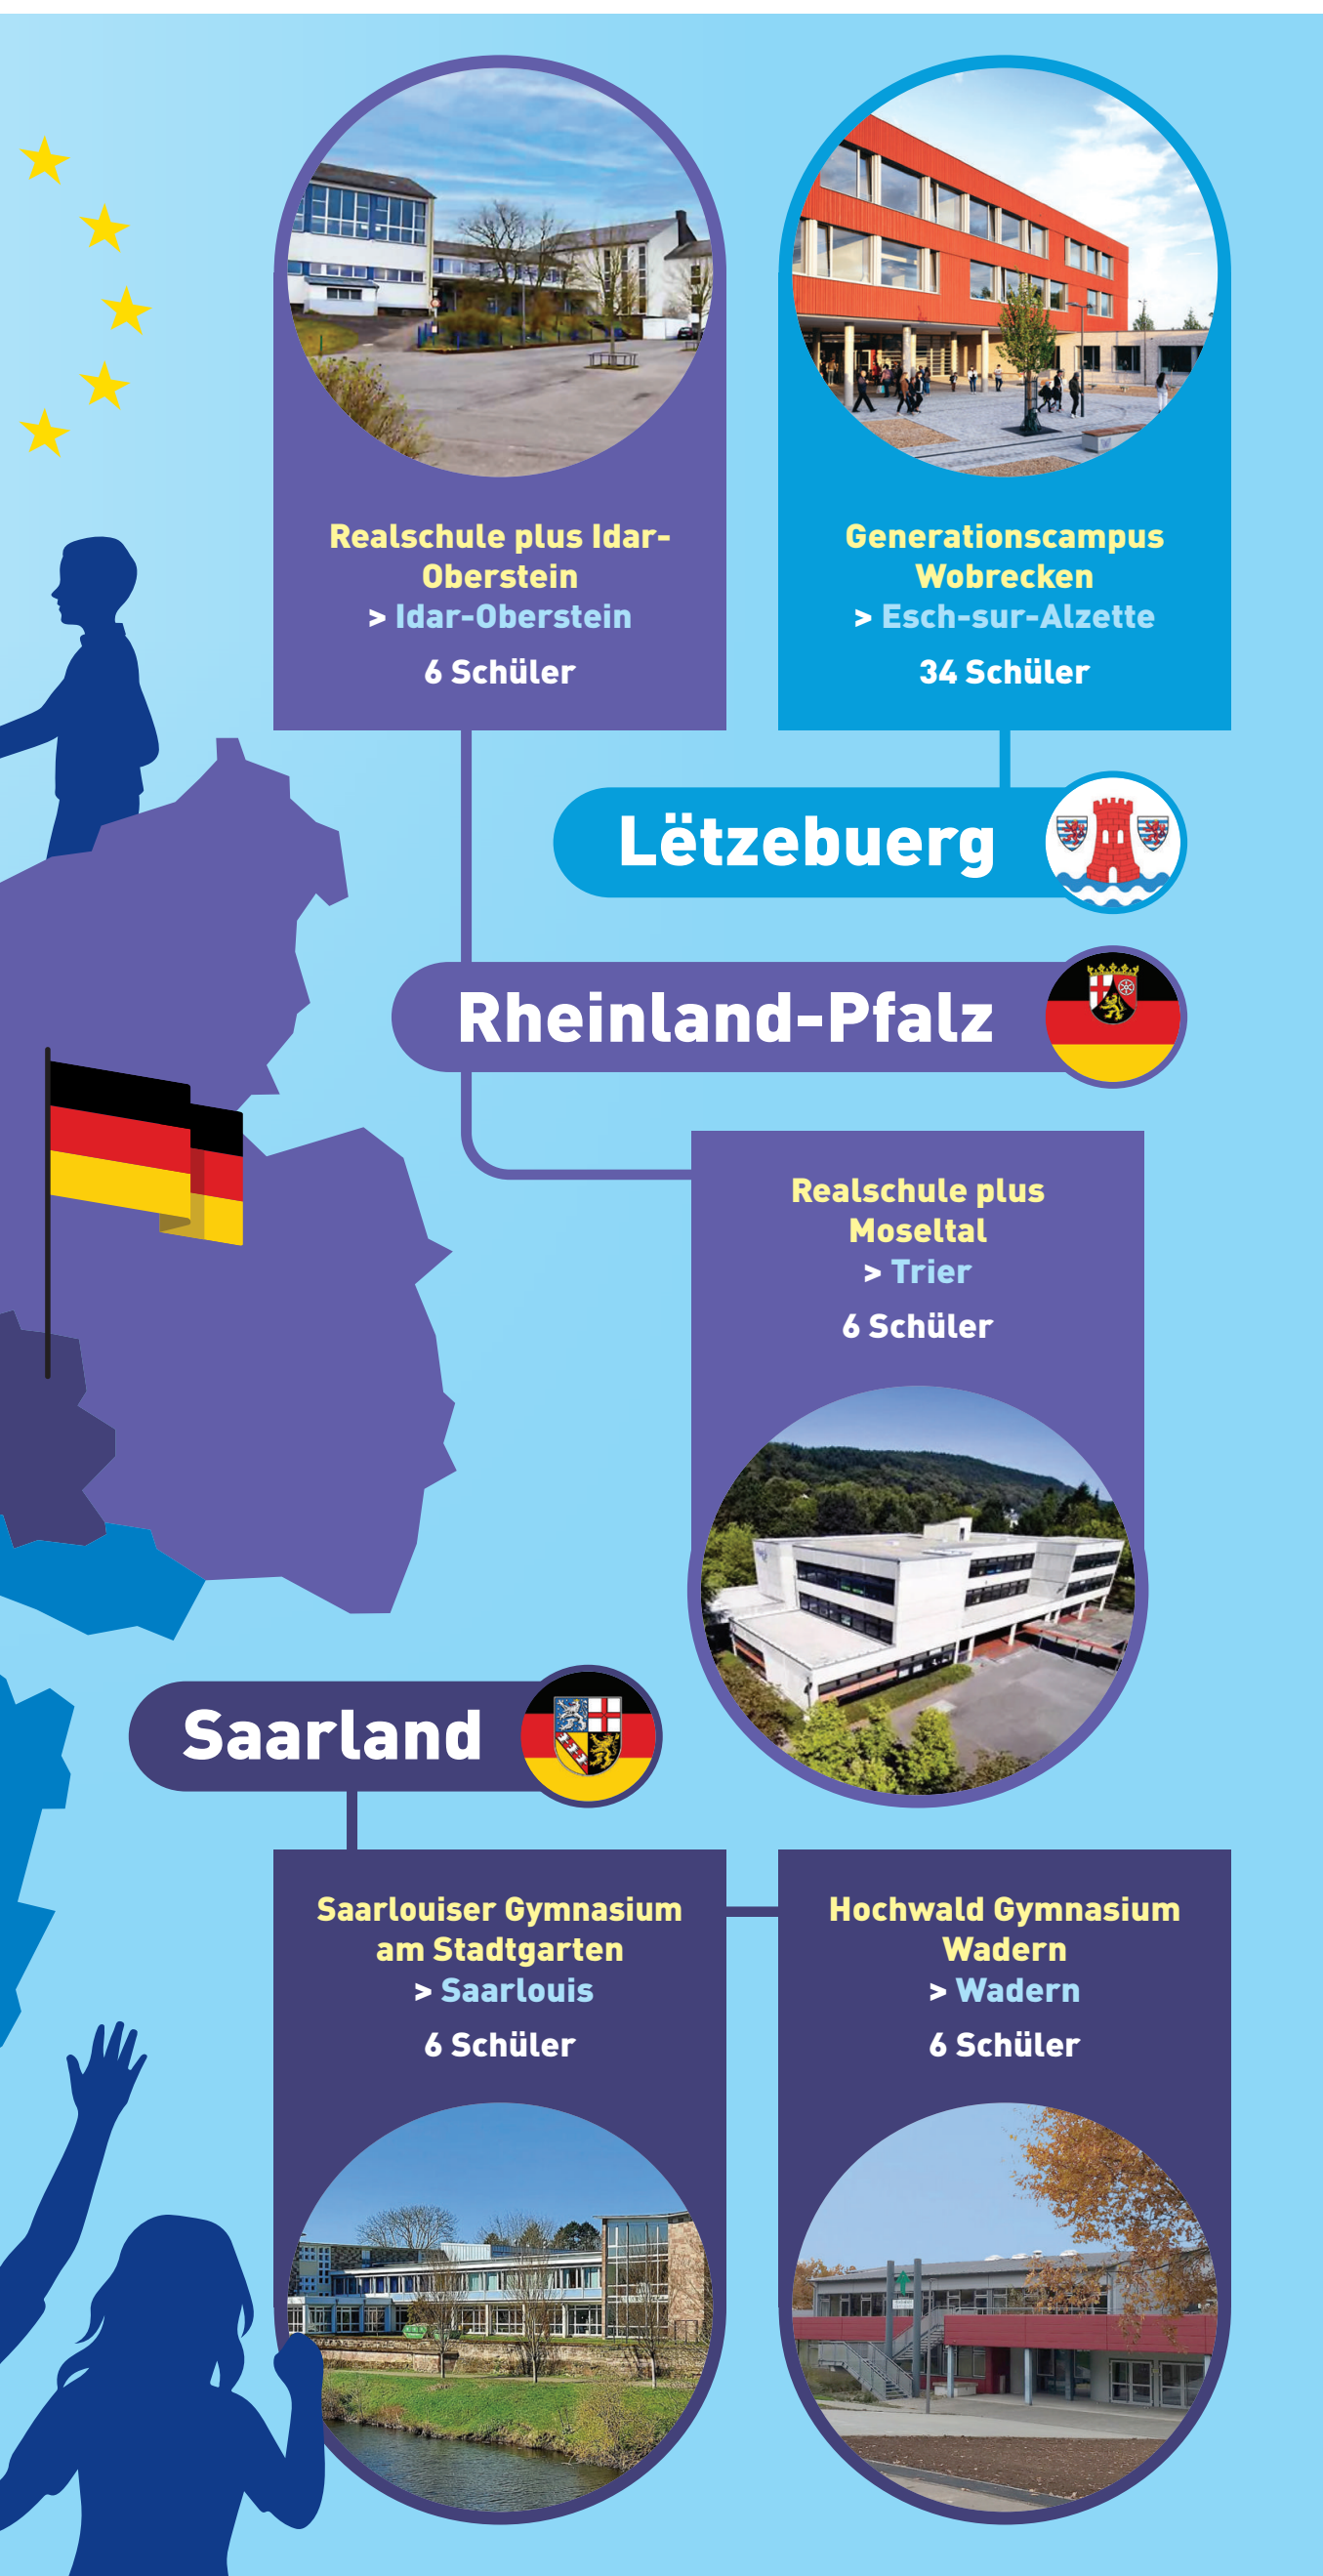 Realschule plus Idar-
Oberstein
> Idar-Oberstein
6 Schüler
Generationscampus
Wobrecken
> Esch-sur-Alzette
34 Schüler
Lëtzebuerg
Rheinland-Pfalz
Realschule plus
Moseltal
> Trier
6 Schüler
Saarland
Saarlouiser Gymnasium
am Stadtgarten
> Saarlouis
6 Schüler
Hochwald Gymnasium
Wadern
> Wadern
6 Schüler